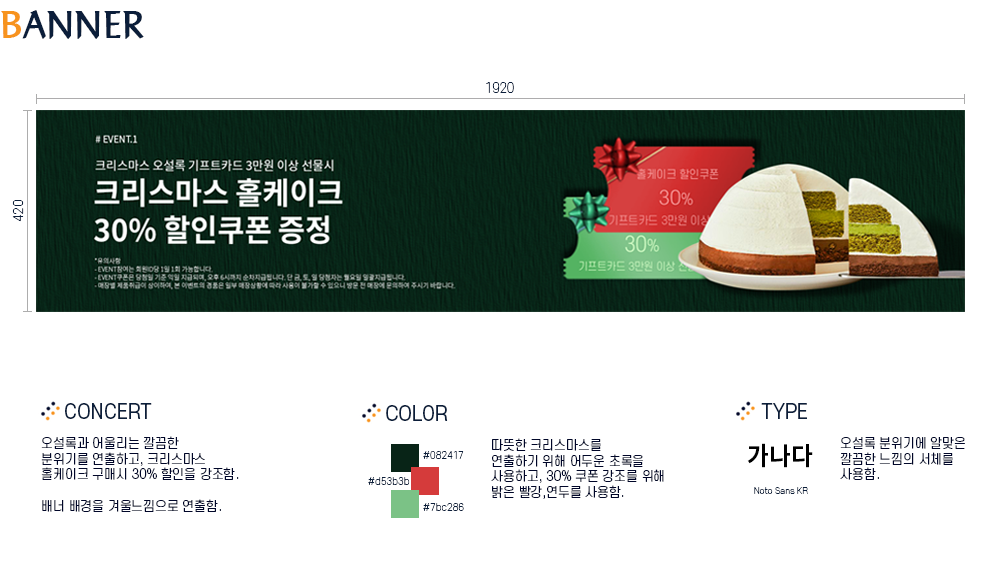 BANNER
1920
420
# EVENT.1
크리스마스 오설록 기프트카드 3만원 이상 선물시
크리스마스 홀케이크
30% 할인쿠폰 증정
*유의사항
- EVENT참여는 회원ID당 1일 1회 가능합니다.
- EVENT쿠폰은 당첨일 기준 익일 지급되며, 오후 6시까지 순차지급됩니다. 단 금, 토, 일 당첨자는 월요일 일괄지급됩니다.
- 매장별 제품취급이 상이하며, 본 이벤트의 경품은 일부 매장상황에 따라 사용이 불가할 수 있으니 방문 전 매장에 문의하여 주시기 바랍니다.
홀케이크 할인쿠폰
30%
기프트카드 3만원 이상
30%
기프트카드 3만원 이상
CONCERT
오설록과 어울리는 깔끔한
분위기를 연출하고, 크리스마스
홀케이크 구매시 30% 할인을 강조함.
배너 배경을 겨울느낌으로 연출함.
COLOR
#082417
#d53b3b
#7bc286
따뜻한 크리스마스를
연출하기 위해 어두운 초록을
사용하고, 30% 쿠폰 강조를 위해
밝은 빨강,연두를 사용함.
TYPE
가나다
Noto Sans KR
오설록 분위기에 알맞은
깔끔한 느낌의 서체를
사용함.